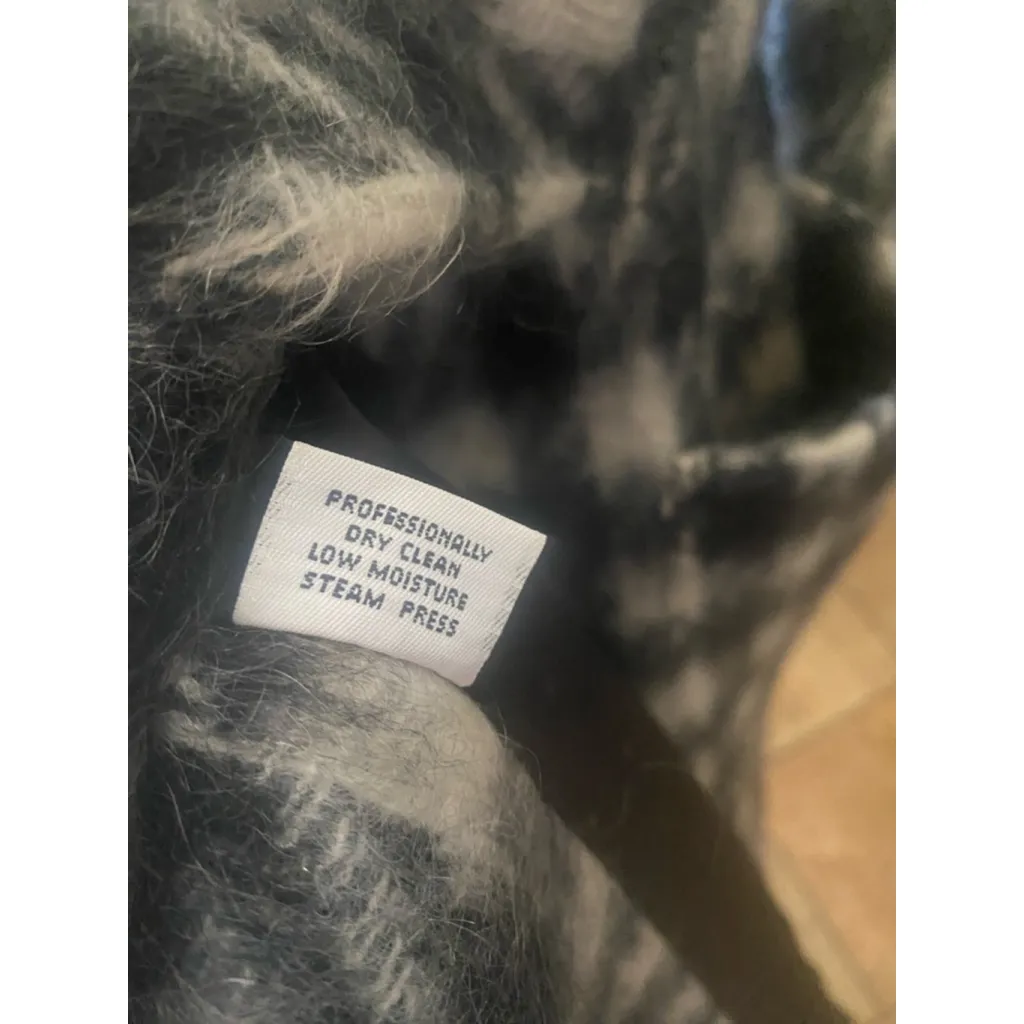 PROFESSIONALLY
DRY CLEAN
LOW MOISTURE
STEAM PRESS